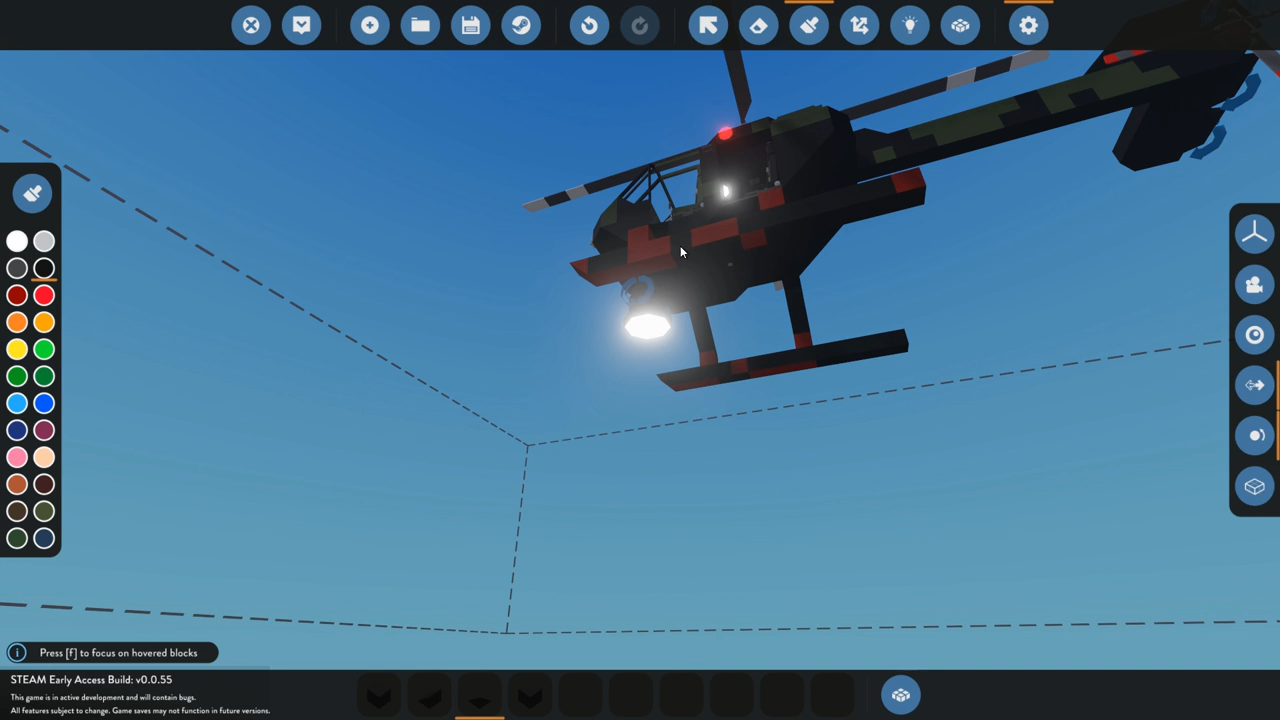 Press [f] to focus on hovered blocks
STEAM Early Access Build: v0.0.55
This game is in active development and will contain bugs.
All features subject to change. Game saves may not function in future versions.